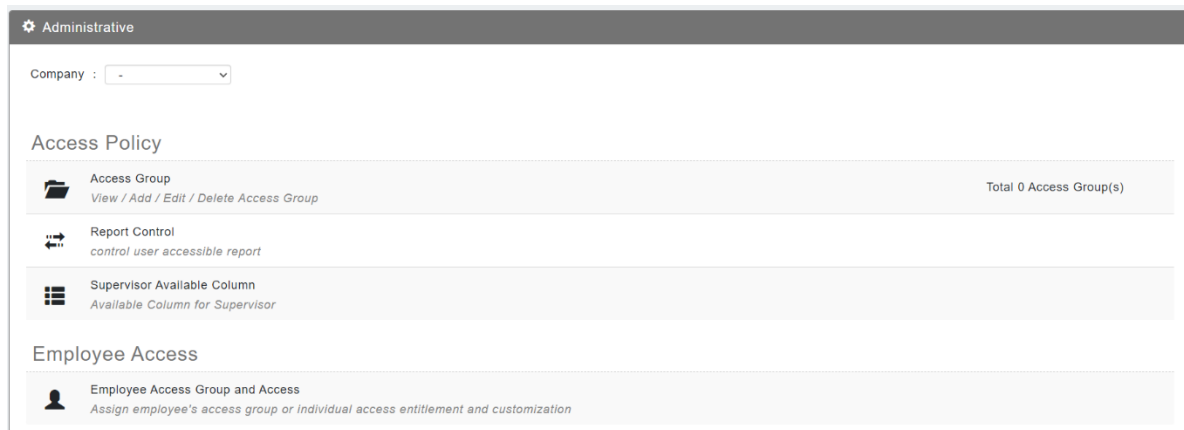 Administrative
Company : -
Access Policy
Access Group
View / Add / Edit / Delete Access Group
Total 0 Access Group(s)
Report Control
control user accessible report
Supervisor Available Column
Available Column for Supervisor
Employee Access
Employee Access Group and Access
Assign employee's access group or individual access entitlement and customization